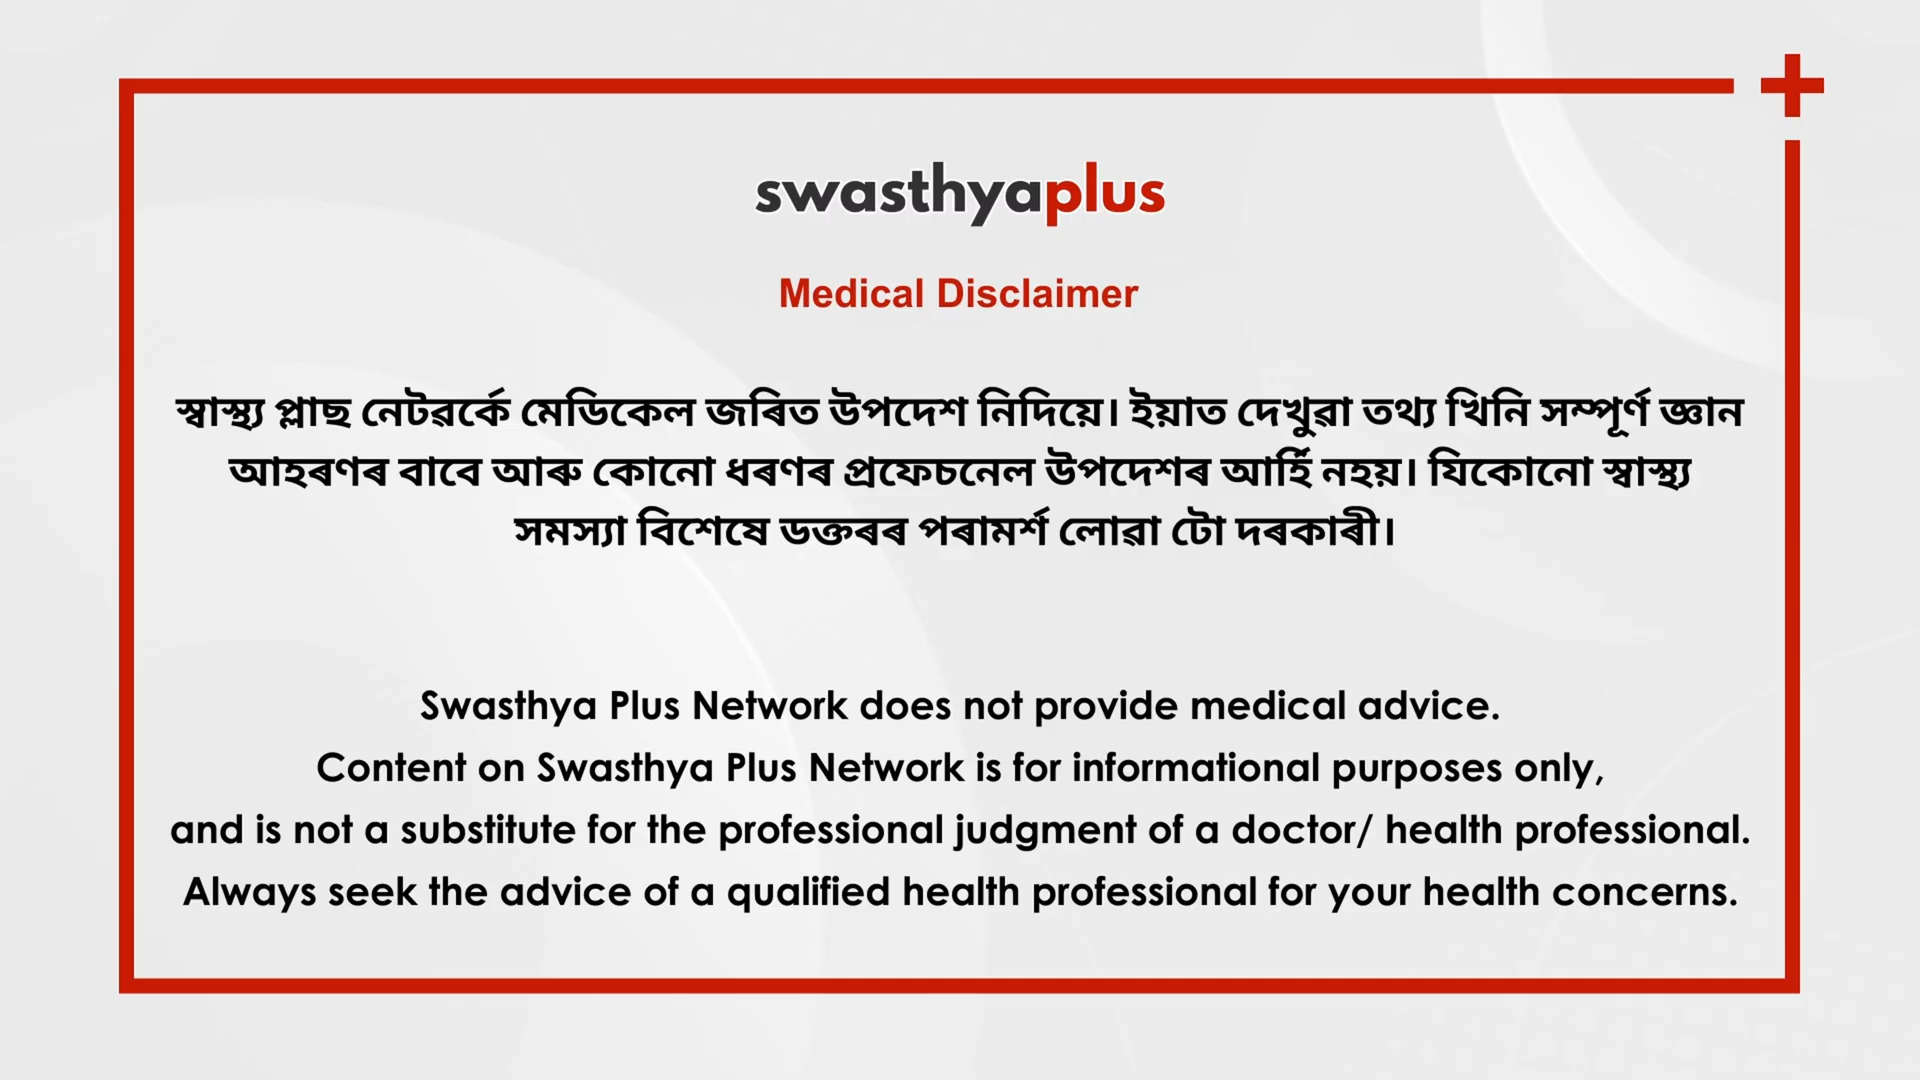 swasthyaplus
Medical Disclaimer
স্বাস্থ্য প্লাছ নেটৱৰ্কে মেডিকেল জৰিত উপদেশ নিদিয়ে। ইয়াত দেখুৱা তথ্য খিনি সম্পূৰ্ণ জ্ঞান
আহৰণৰ বাবে আৰু কোনো ধৰণৰ প্ৰফেচনেল উপদেশৰ আৰ্হি নহয়। যিকোনো স্বাস্থ্য
সমস্যা বিশেষে ডক্তৰৰ পৰামৰ্শ লোৱা টো দৰকাৰী।
Swasthya Plus Network does not provide medical advice.
Content on Swasthya Plus Network is for informational purposes only,
and is not a substitute for the professional judgment of a doctor/ health professional.
Always seek the advice of a qualified health professional for your health concerns.